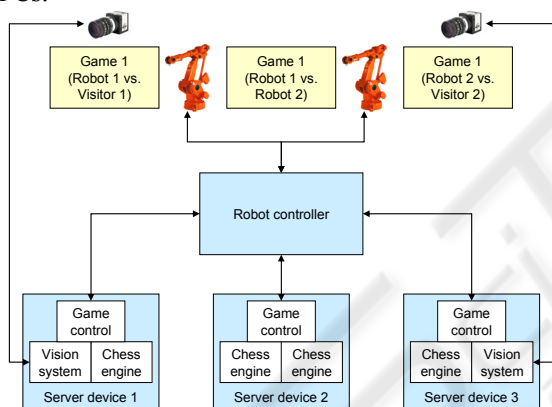 Game 1
(Robot 1 vs.
Visitor 1)
Game 1
(Robot 1 vs.
Robot 2)
Game 1
(Robot 2 vs.
Visitor 2)
Robot controller
Game
control
Vision
system
Chess
engine
Server device 1
Game
control
Chess
engine
Chess
engine
Server device 2
Game
control
Chess
engine
Vision
system
Server device 3